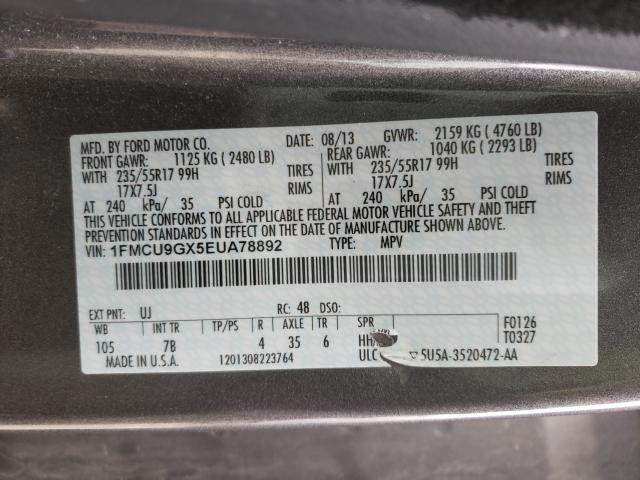 MFD. BY FORD MOTOR CO. DATE: 08/13 GVWR: 2159 KG ( 4760 LB)
FRONT GAWR: 1125 KG ( 2480 LB) REAR GAWR: 1040 KG ( 2293 LB)
WITH 235/55R17 99H TIRES WITH 235/55R17 99H TIRES
17X7.5J RIMS 17X7.5J RIMS
AT 240 kPa/ 35 PSI COLD AT 240 kPa/ 35 PSI COLD
THIS VEHICLE CONFORMS TO ALL APPLICABLE FEDERAL MOTOR VEHICLE SAFETY AND THEFT
PREVENTION STANDARDS IN EFFECT ON THE DATE OF MANUFACTURE SHOWN ABOVE.
VIN: 1FMCU9GX5EUA78892 TYPE: MPV
EXT PNT: UJ RC: 48 DSO: F0126
WB INT TR TP/PS R AXLE TR SPR T0327
105 7B 4 35 6 HH
MADE IN U.S.A. 1201308223764 ULC ▽5U5A-3520472-AA